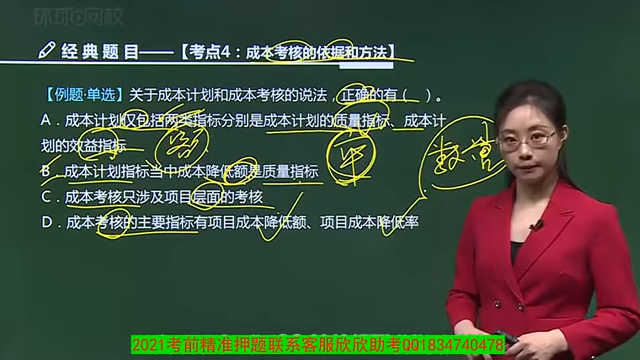 环球网校
经典题目——【考点4：成本考核的依据和方法】
【例题·单选】关于成本计划和成本考核的说法，正确的有（ ）。
A．成本计划仅包括两类指标分别是成本计划的质量指标、成本计
划的效益指标
B．成本计划指标当中成本降低额是质量指标
C．成本考核只涉及项目层面的考核
D．成本考核的主要指标有项目成本降低额、项目成本降低率
2021考前精准押题联系客服欣欣助考QQ1834740478